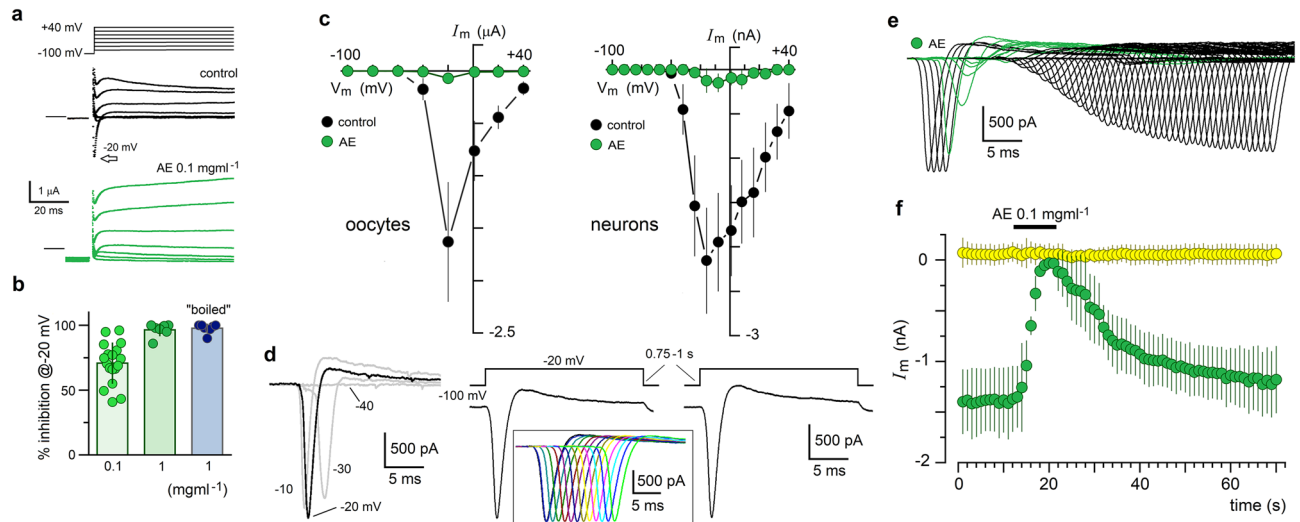 a
+40 mV
-100 mV
control
-20 mV
AE 0.1 mgml-1
1 µA
20 ms
b
% inhibition @-20 mV
100
75
50
0
"boiled"
0.1
1
1
(mgml-1)
c
Im (µA)
-100
+40
Vm (mV)
control
AE
oocytes
-2.5
Im (nA)
-100
+40
Vm (mV)
control
AE
neurons
-3
d
-40
-30
-10
-20 mV
500 pA
5 ms
-20 mV
0.75 -1 s
-100 mV
500 pA
5 ms
500 pA
5 ms
e
AE
500 pA
5 ms
f
AE 0.1 mgml-1
Im (nA)
0
-1
-2
0
20
40
60
time (s)